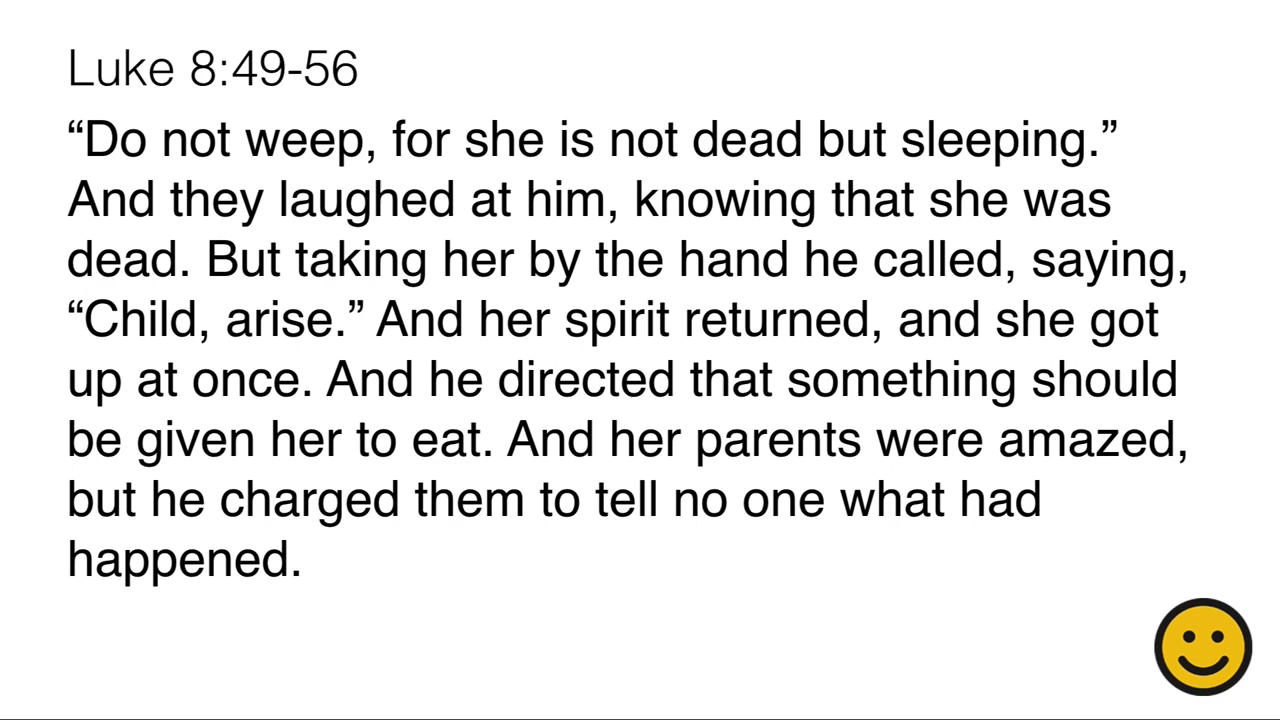 Luke 8:49-56
“Do not weep, for she is not dead but sleeping.”
And they laughed at him, knowing that she was
dead. But taking her by the hand he called, saying,
“Child, arise.” And her spirit returned, and she got
up at once. And he directed that something should
be given her to eat. And her parents were amazed,
but he charged them to tell no one what had
happened.